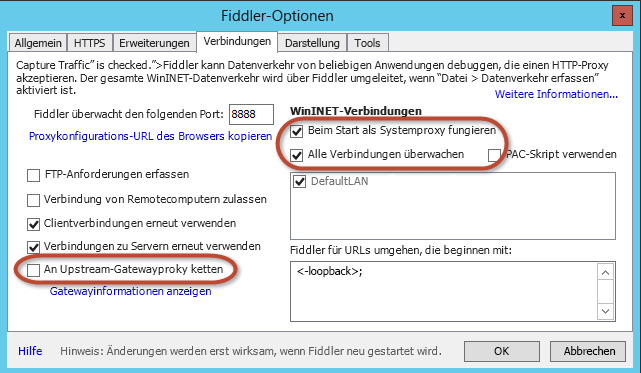 Fiddler-Optionen
Allgemein HTTPS Erweiterungen Verbindungen Darstellung Tools
Capture Traffic” is checked.”>Fiddler kann Datenverkehr von beliebigen Anwendungen debuggen, die einen HTTP-Proxy
akzeptieren. Der gesamte WinINET-Datenverkehr wird über Fiddler umgeleitet, wenn “Datei > Datenverkehr erfassen”
aktiviert ist.
Weitere Informationen...
Fiddler überwacht den folgenden Port: 8888
Proxykonfigurations-URL des Browsers kopieren
FTP-Anforderungen erfassen
Verbindung von Remotecomputern zulassen
Clientverbindungen erneut verwenden
Verbindungen zu Servern erneut verwenden
An Upstream-Gatewayproky ketten
Gatewayinformationen anzeigen
WinINET-Verbindungen
Beim Start als Systemproxy fungieren
Alle Verbindungen überwachen PAC-Skript verwenden
DefaultLAN
Fiddler für URLs umgehen, die beginnen mit:
<-loopback>;
Hilfe Hinweis: Änderungen werden erst wirksam, wenn Fiddler neu gestartet wird. OK Abbrechen